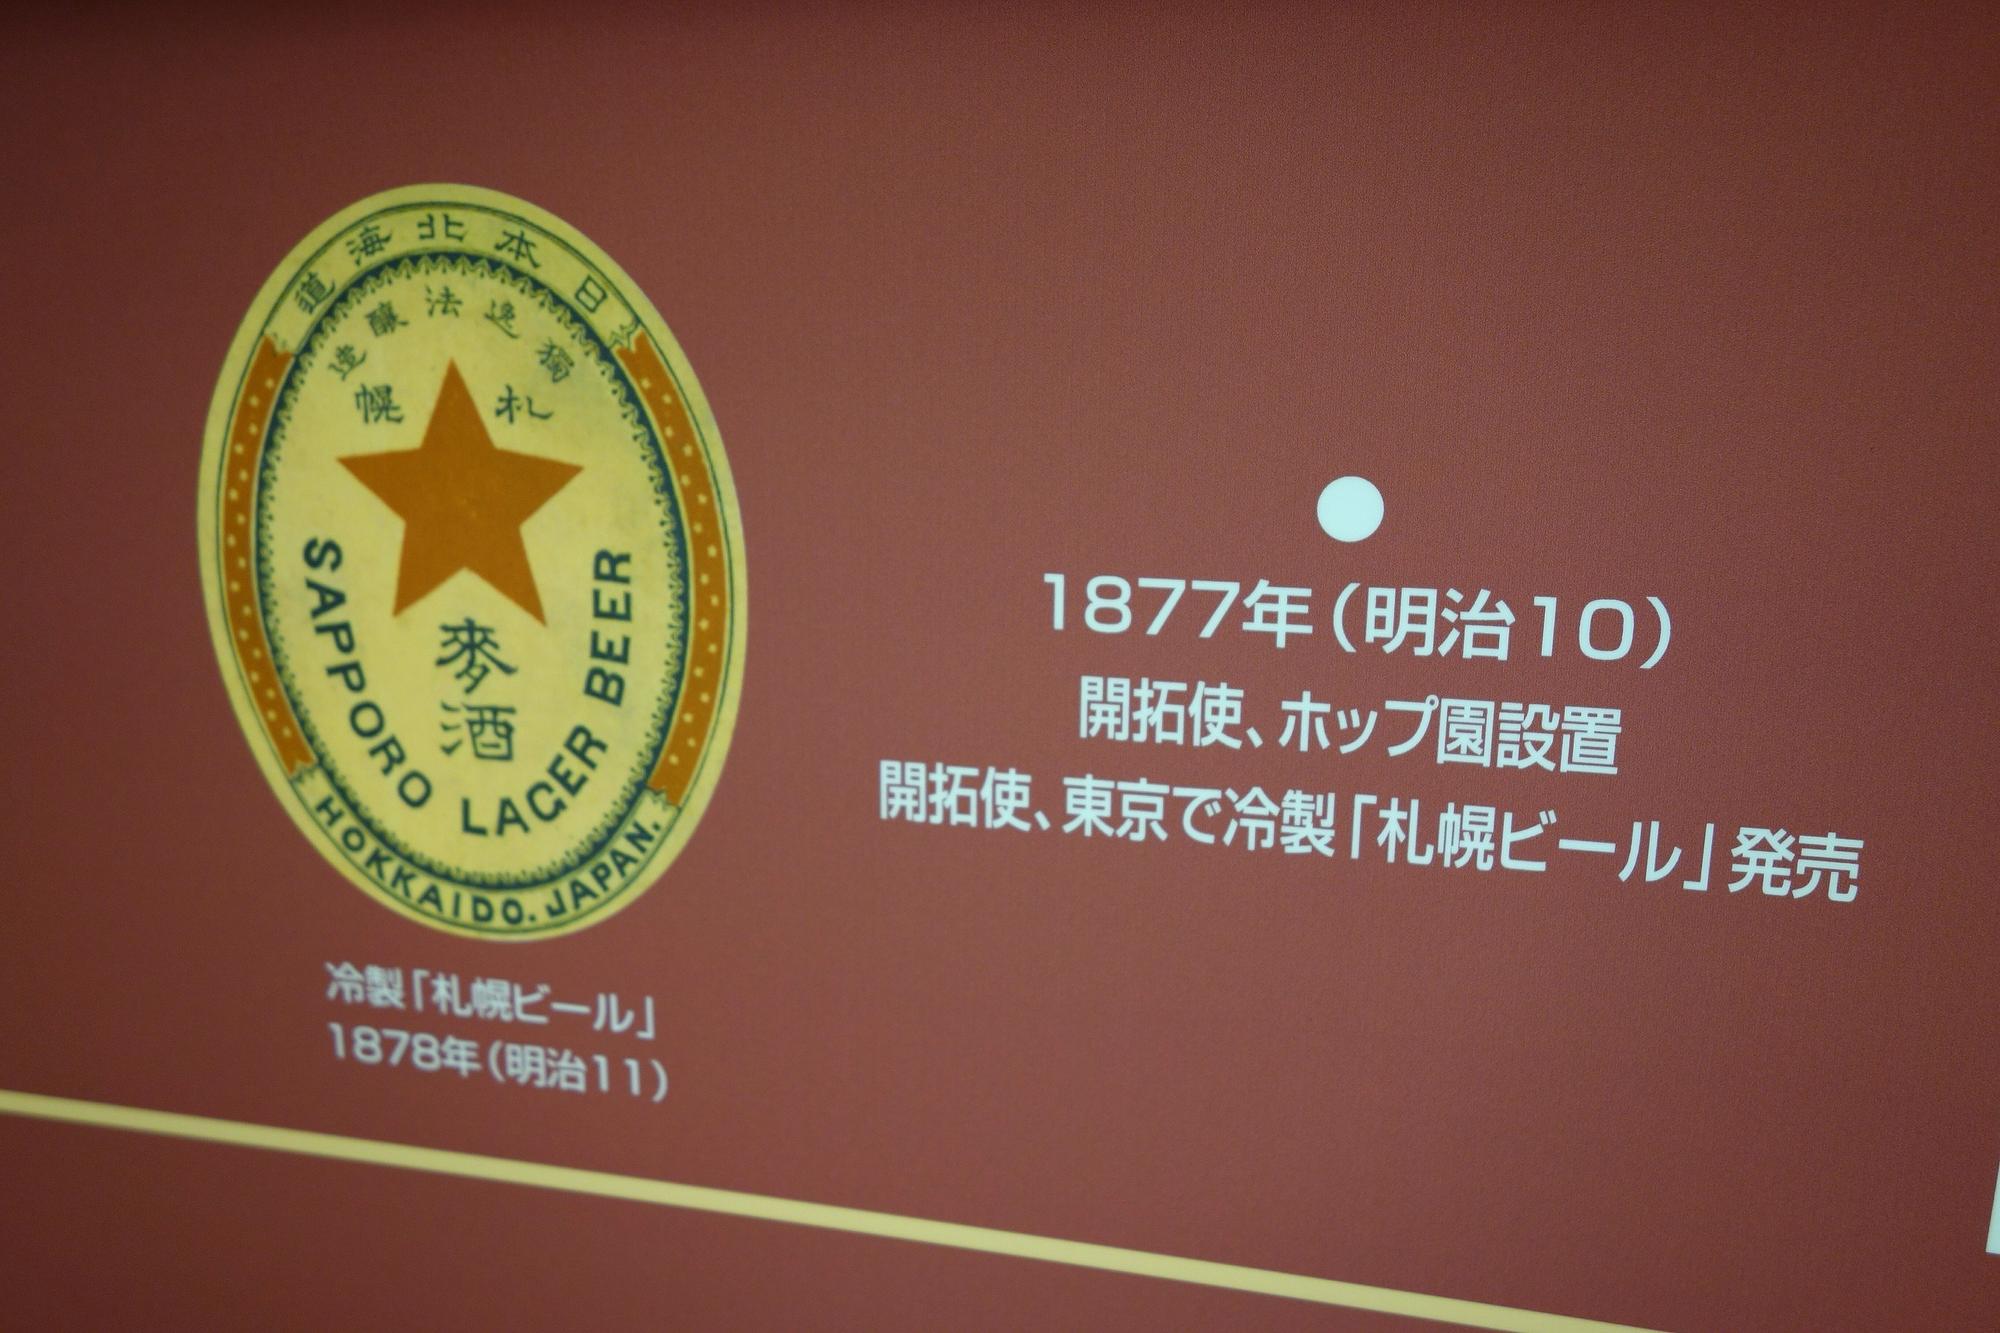 日本北海道
獨逸法醸造
札幌
麥酒
SAPPORO LAGER BEER
HOKKAIDO. JAPAN.
冷製「札幌ビール」
1878年(明治11)
1877年(明治10)
開拓使、ホップ園設置
開拓使、東京で冷製「札幌ビール」発売